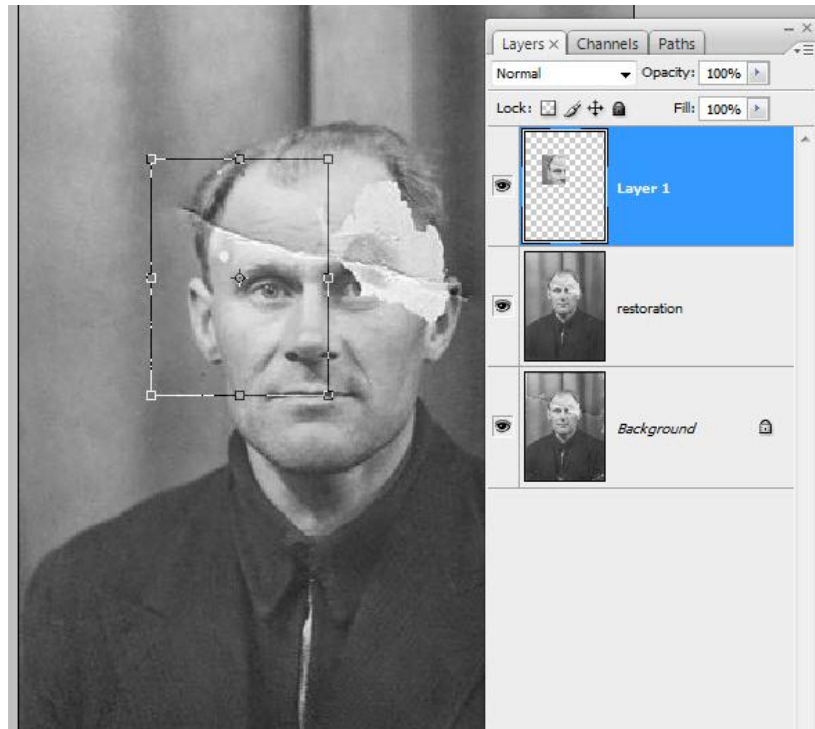 Layers × Channels Paths
Normal Opacity: 100%
Lock: Fill: 100%
Layer 1
restoration
Background